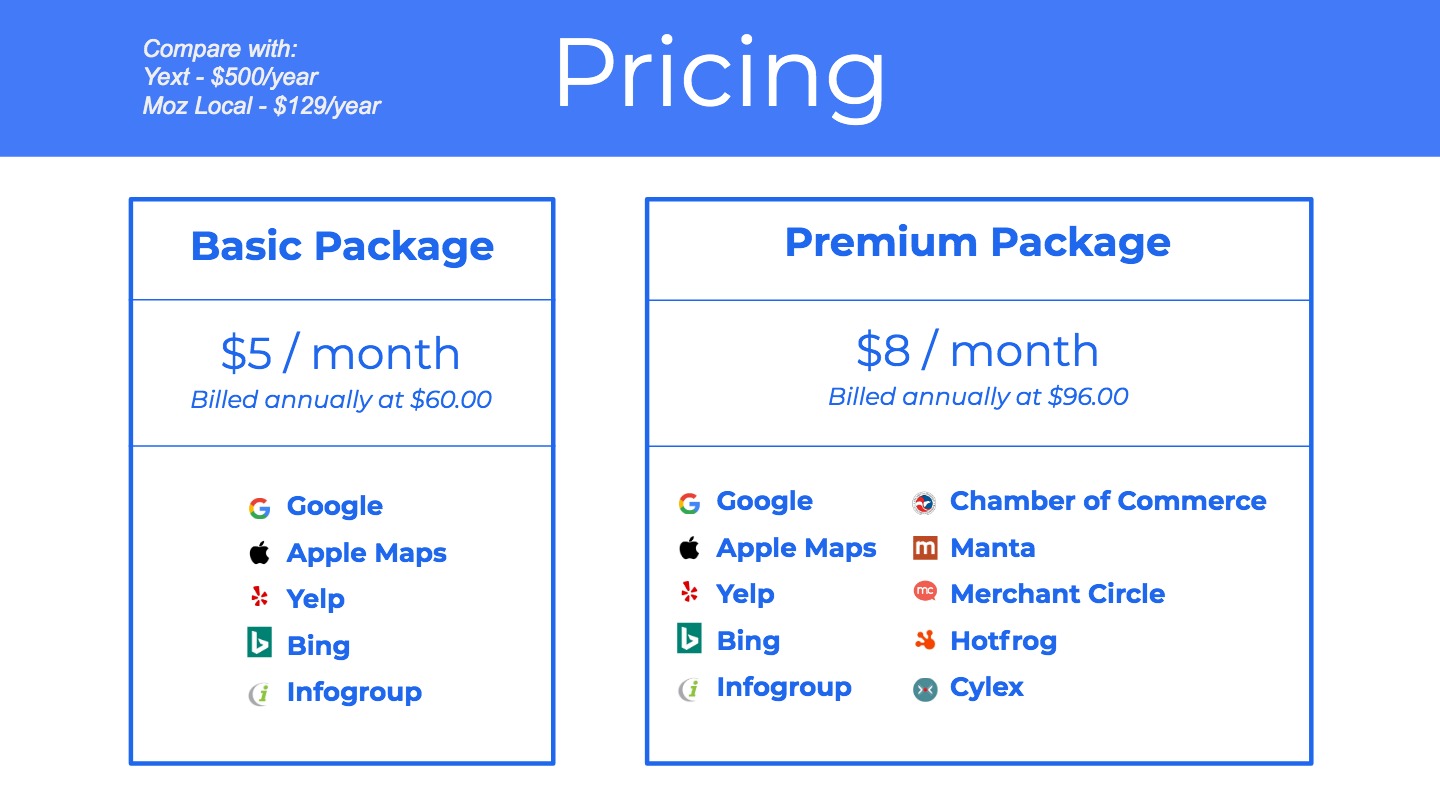 Compare with:
Yext - $500/year
Moz Local - $129/year
Pricing
Basic Package
$5 / month
Billed annually at $60.00
Google
Apple Maps
Yelp
Bing
Infogroup
Premium Package
$8 / month
Billed annually at $96.00
Google
Apple Maps
Yelp
Bing
Infogroup
Chamber of Commerce
Manta
Merchant Circle
Hotfrog
Cylex